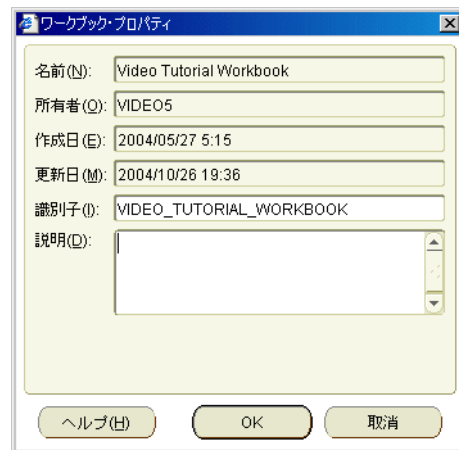 ワークブック・プロパティ
名前(N): Video Tutorial Workbook
所有者(O): VIDEO5
作成日(E): 2004/05/27 5:15
更新日(M): 2004/10/26 19:36
識別子(I): VIDEO_TUTORIAL_WORKBOOK
説明(D):
ヘルプ(H) OK 取消